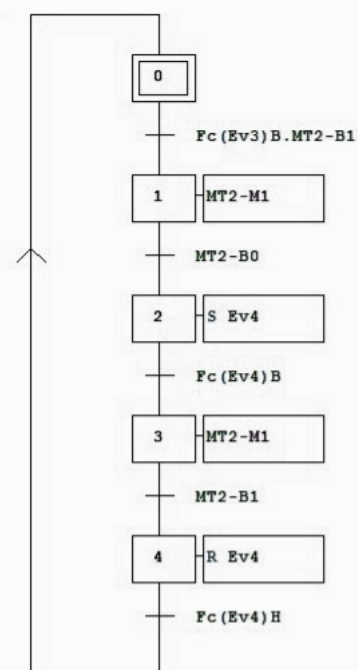 0
Fc(Ev3)B.MT2-B1
1 MT2-M1
MT2-B0
2 S Ev4
Fc(Ev4)B
3 MT2-M1
MT2-B1
4 R Ev4
Fc(Ev4)H